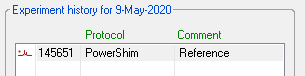 Experiment history for 9-May-2020
Protocol Comment
145651 PowerShim Reference